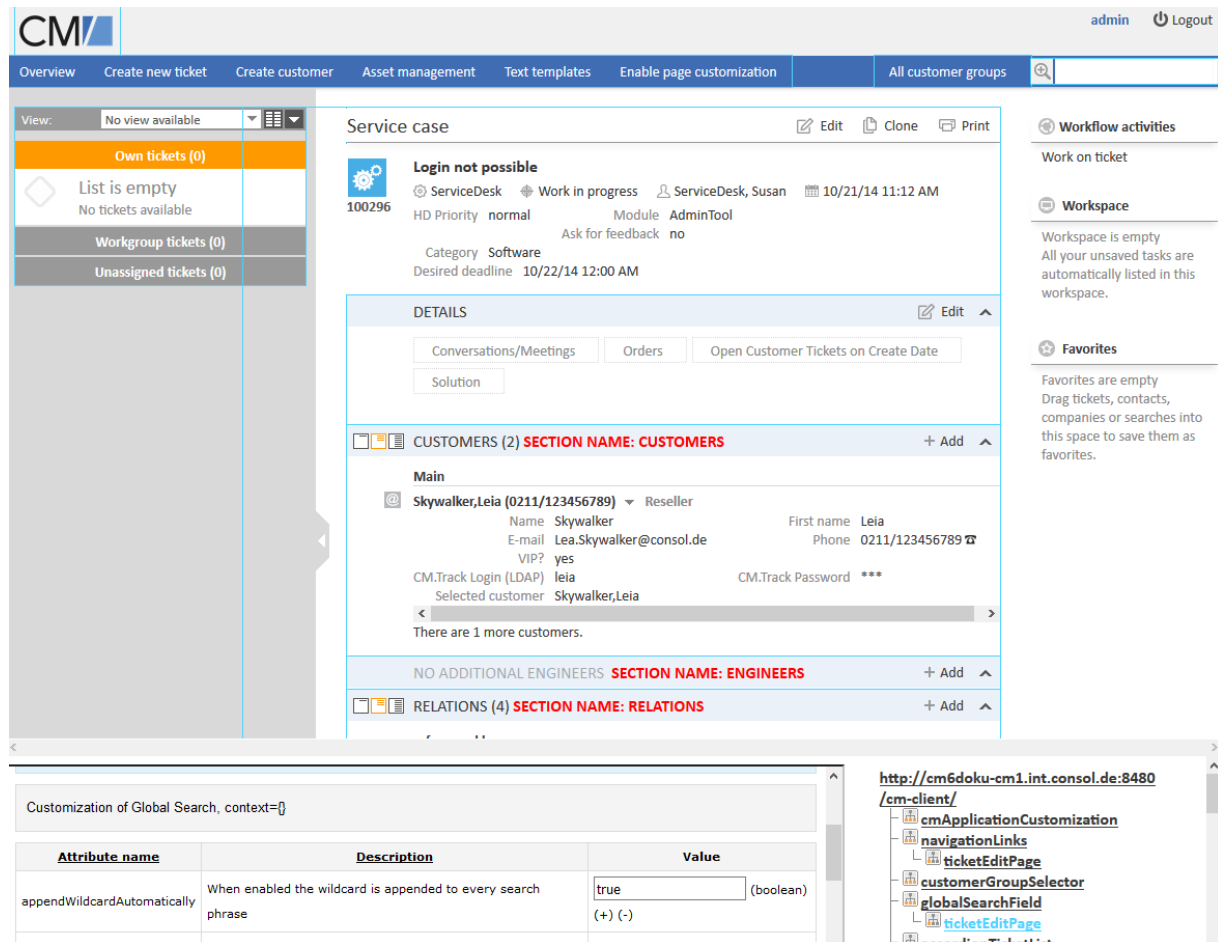 CM/
admin Logout
Overview Create new ticket Create customer Asset management Text templates Enable page customization All customer groups
View: No view available
Own tickets (0)
List is empty
No tickets available
Workgroup tickets (0)
Unassigned tickets (0)
Service case Edit Clone Print
100296
Login not possible
ServiceDesk Work in progress ServiceDesk, Susan 10/21/14 11:12 AM
HD Priority normal Module AdminTool
Ask for feedback no
Category Software
Desired deadline 10/22/14 12:00 AM
DETAILS Edit
Conversations/Meetings Orders Open Customer Tickets on Create Date
Solution
CUSTOMERS (2) SECTION NAME: CUSTOMERS + Add
Main
@ Skywalker,Leia (0211/123456789) Reseller
Name Skywalker First name Leia
E-mail Lea.Skywalker@consol.de Phone 0211/123456789
VIP? yes
CM.Track Login (LDAP) leia CM.Track Password ***
Selected customer Skywalker,Leia
There are 1 more customers.
NO ADDITIONAL ENGINEERS SECTION NAME: ENGINEERS + Add
RELATIONS (4) SECTION NAME: RELATIONS + Add
Workflow activities
Work on ticket
Workspace
Workspace is empty
All your unsaved tasks are
automatically listed in this
workspace.
Favorites
Favorites are empty
Drag tickets, contacts,
companies or searches into
this space to save them as
favorites.
Customization of Global Search, context={}
Attribute name Description Value
appendWildcardAutomatically When enabled the wildcard is appended to every search
phrase
true (boolean)
(+) (-)
http://cm6doku-cm1.int.consol.de:8480
/cm-client/
cmApplicationCustomization
navigationLinks
ticketEditPage
customerGroupSelector
globalSearchField
ticketEditPage